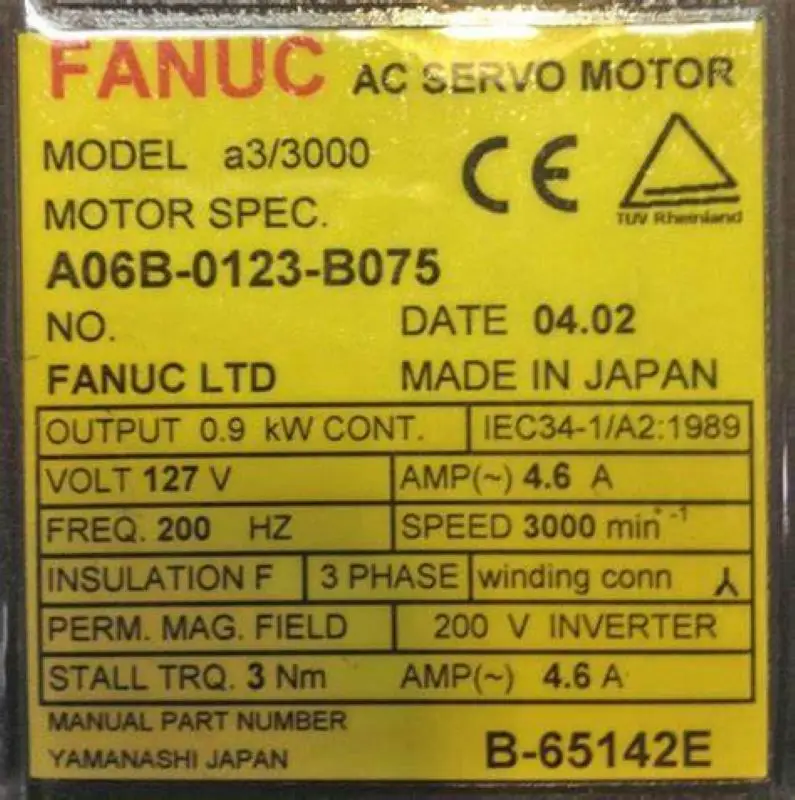 FANUC AC SERVO MOTOR
MODEL a3/3000
CE
TUV Rheinland
MOTOR SPEC.
A06B-0123-B075
NO. DATE 04.02
FANUC LTD MADE IN JAPAN
OUTPUT 0.9 kW CONT. IEC34-1/A2:1989
VOLT 127 V AMP(~) 4.6 A
FREQ. 200 HZ SPEED 3000 min⁻¹
INSULATION F 3 PHASE winding conn
PERM. MAG. FIELD 200 V INVERTER
STALL TRQ. 3 Nm AMP(~) 4.6 A
MANUAL PART NUMBER
YAMANASHI JAPAN B-65142E